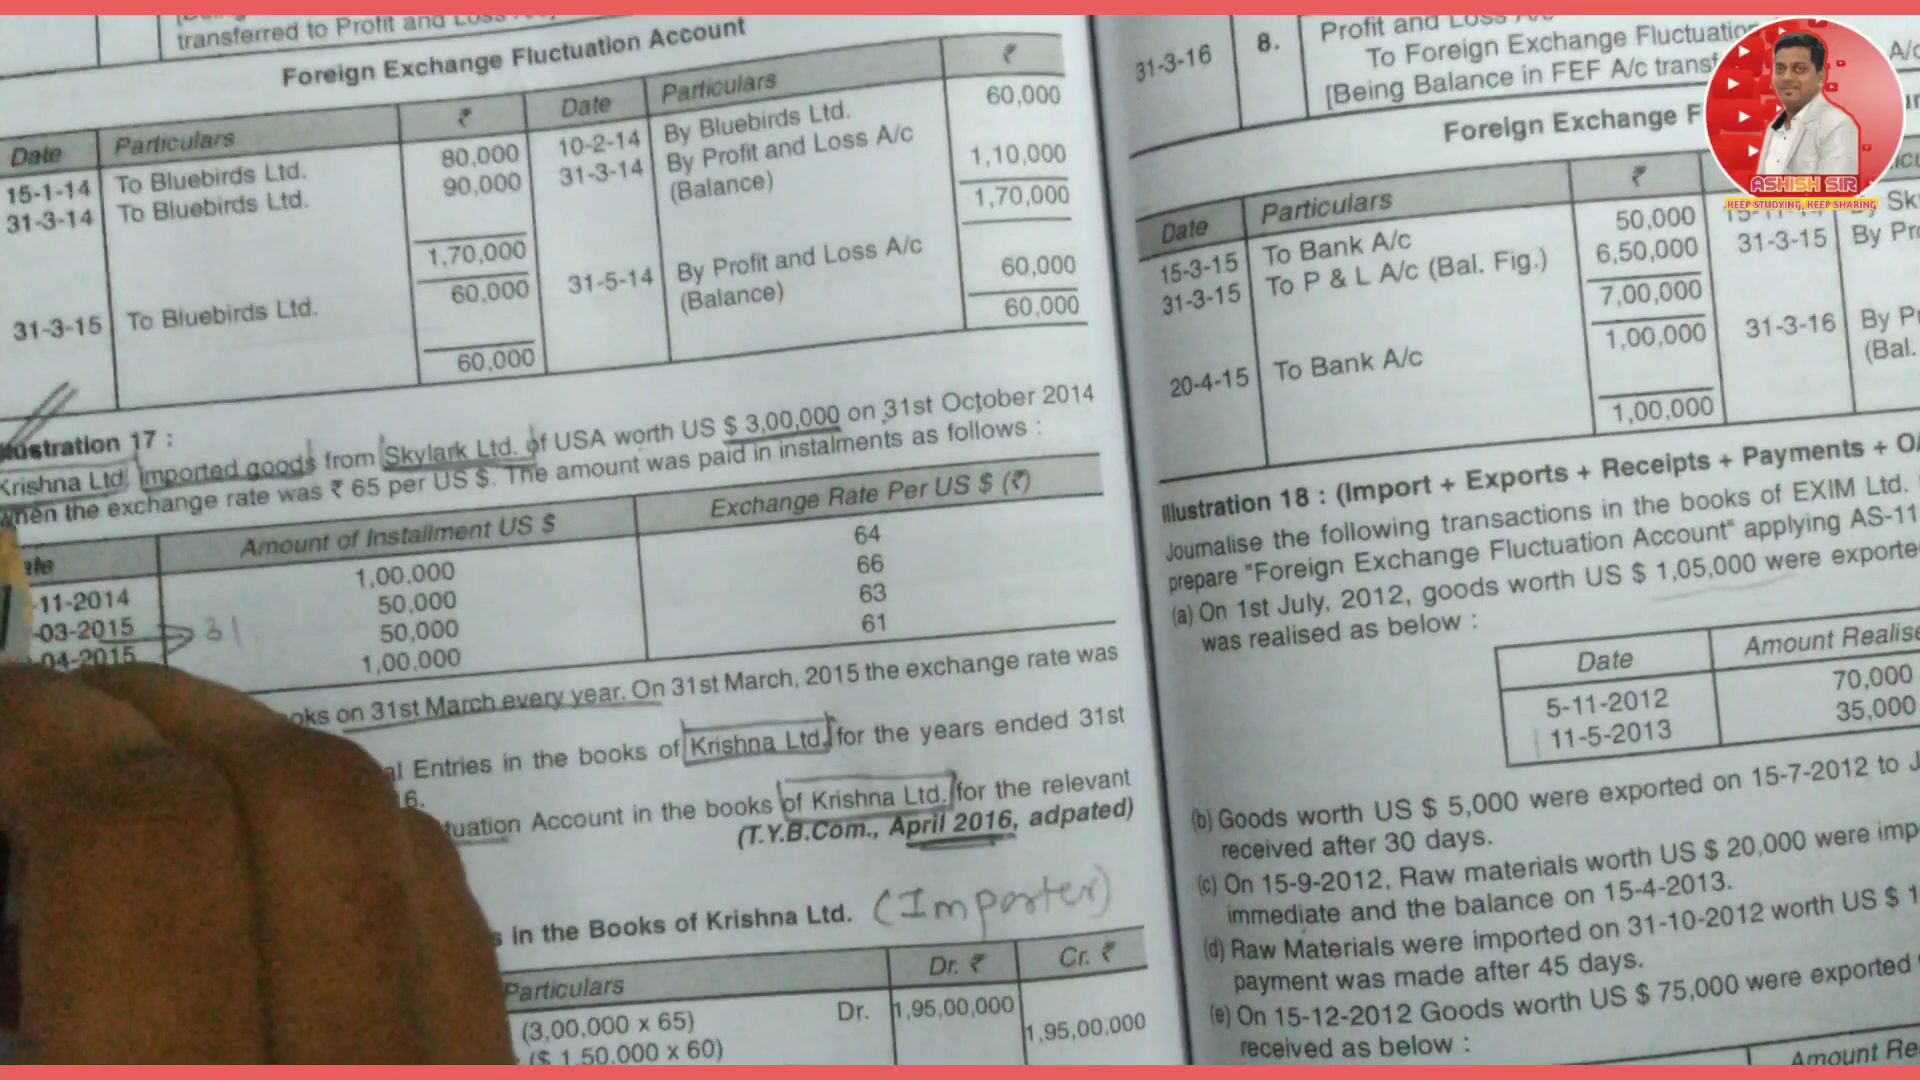 transferred to Profit and Loss
Foreign Exchange Fluctuation Account
Date Particulars ₹ Date Particulars ₹
15-1-14 To Bluebirds Ltd. 80,000 10-2-14 By Bluebirds Ltd. 60,000
31-3-14 To Bluebirds Ltd. 90,000 31-3-14 By Profit and Loss A/c 1,10,000
(Balance)
1,70,000 1,70,000
31-3-15 To Bluebirds Ltd. 60,000 31-5-14 By Profit and Loss A/c 60,000
(Balance)
60,000 60,000
Illustration 17 :
Krishna Ltd. imported goods from Skylark Ltd. of USA worth US $ 3,00,000 on 31st October 2014
when the exchange rate was ₹ 65 per US $. The amount was paid in instalments as follows :
Amount of Installment US $ Exchange Rate Per US $ (₹)
1,00,000 64
-11-2014 50,000 66
-03-2015 31 50,000 63
-04-2015 1,00,000 61
on 31st March every year. On 31st March, 2015 the exchange rate was
Entries in the books of Krishna Ltd. for the years ended 31st
6.
Account in the books of Krishna Ltd. for the relevant
(T.Y.B.Com., April 2016, adpated)
in the Books of Krishna Ltd. (Importer)
Particulars Dr. ₹ Cr. ₹
(3,00,000 x 65) Dr. 1,95,00,000
1,95,00,000
($ 1,50,000 x 60)
31-3-16 8. Profit and Loss A/c
To Foreign Exchange Fluctuation A/c
[Being Balance in FEF A/c
Foreign Exchange
Date Particulars ₹
15-3-15 To Bank A/c 50,000 By
31-3-15 To P & L A/c (Bal. Fig.) 6,50,000 31-3-15 By
7,00,000
20-4-15 To Bank A/c 1,00,000 31-3-16 By
(Bal.
1,00,000
Illustration 18 : (Import + Exports + Receipts + Payments +
Journalise the following transactions in the books of EXIM Ltd.
prepare "Foreign Exchange Fluctuation Account" applying AS-11
(a) On 1st July, 2012, goods worth US $ 1,05,000 were
was realised as below :
Date Amount
5-11-2012 70,000
11-5-2013 35,000
(b) Goods worth US $ 5,000 were exported on 15-7-2012 to
received after 30 days.
(c) On 15-9-2012, Raw materials worth US $ 20,000 were
immediate and the balance on 15-4-2013.
(d) Raw Materials were imported on 31-10-2012 worth US $
payment was made after 45 days.
(e) On 15-12-2012 Goods worth US $ 75,000 were exported
received as below :
Amount
ASHISH SIR
KEEP STUDYING, KEEP SHARING